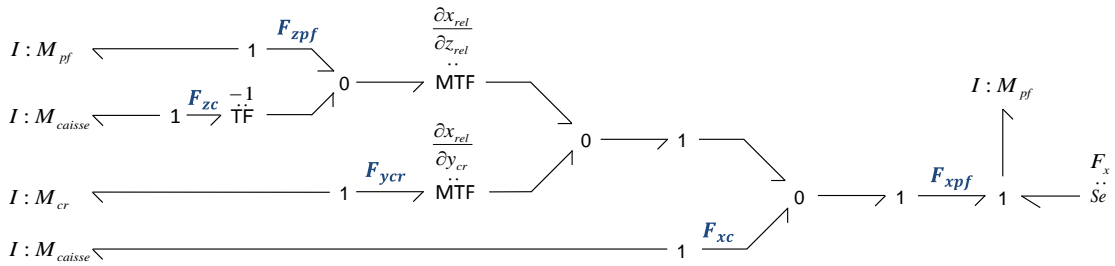 I : M_pf
1
F_zpf
0
∂x_rel
∂z_rel
..
MTF
I : M_caisse
1
F_zc
-1
..
TF
0
1
∂x_rel
∂y_cr
..
MTF
I : M_cr
1
F_ycr
0
1
F_xpf
1
I : M_pf
F_x
..
Se
I : M_caisse
1
F_xc